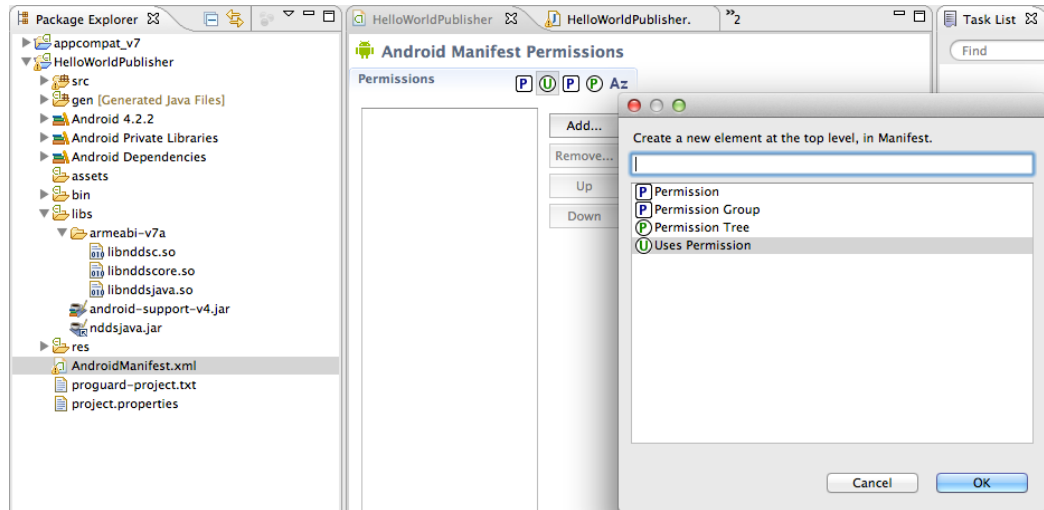 Package Explorer
appcompat_v7
HelloWorldPublisher
src
gen [Generated Java Files]
Android 4.2.2
Android Private Libraries
Android Dependencies
assets
bin
libs
armeabi-v7a
libnddsc.so
libnddscore.so
libnddsjava.so
android-support-v4.jar
nddsjava.jar
res
AndroidManifest.xml
proguard-project.txt
project.properties
HelloWorldPublisher
HelloWorldPublisher.
»2
Android Manifest Permissions
Permissions
P U P P Az
Add...
Remove...
Up
Down
Task List
Find
Create a new element at the top level, in Manifest.
P Permission
P Permission Group
P Permission Tree
U Uses Permission
Cancel
OK